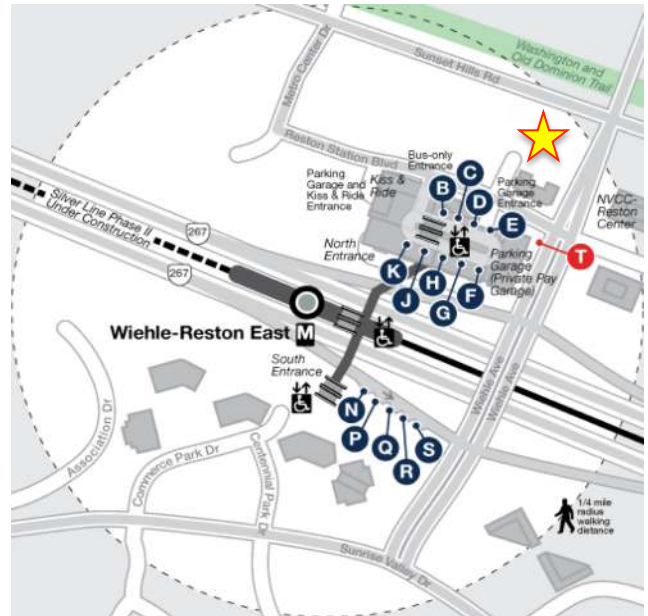 Washington and
Old Dominion Trail
Sunset Hills Rd
Metro Center Dr
Reston Station Blvd
Bus-only
Entrance
C
B
D
E
Parking
Garage
Entrance
Parking
Garage and
Kiss & Ride
Entrance
Kiss &
Ride
NVCC-
Reston
Center
T
Silver Line Phase II
Under Construction
267
267
North
Entrance
K
J
H
G
F
Parking
Garage
(Private Pay
Garage)
Wiehle-Reston East M
South
Entrance
Wiehle Ave
Wiehle Ave
N
P
Q
R
S
Association Dr
Commerce Park Dr
Centennial Park Dr
Sunrise Valley Dr
1/4 mile
radius
walking
distance